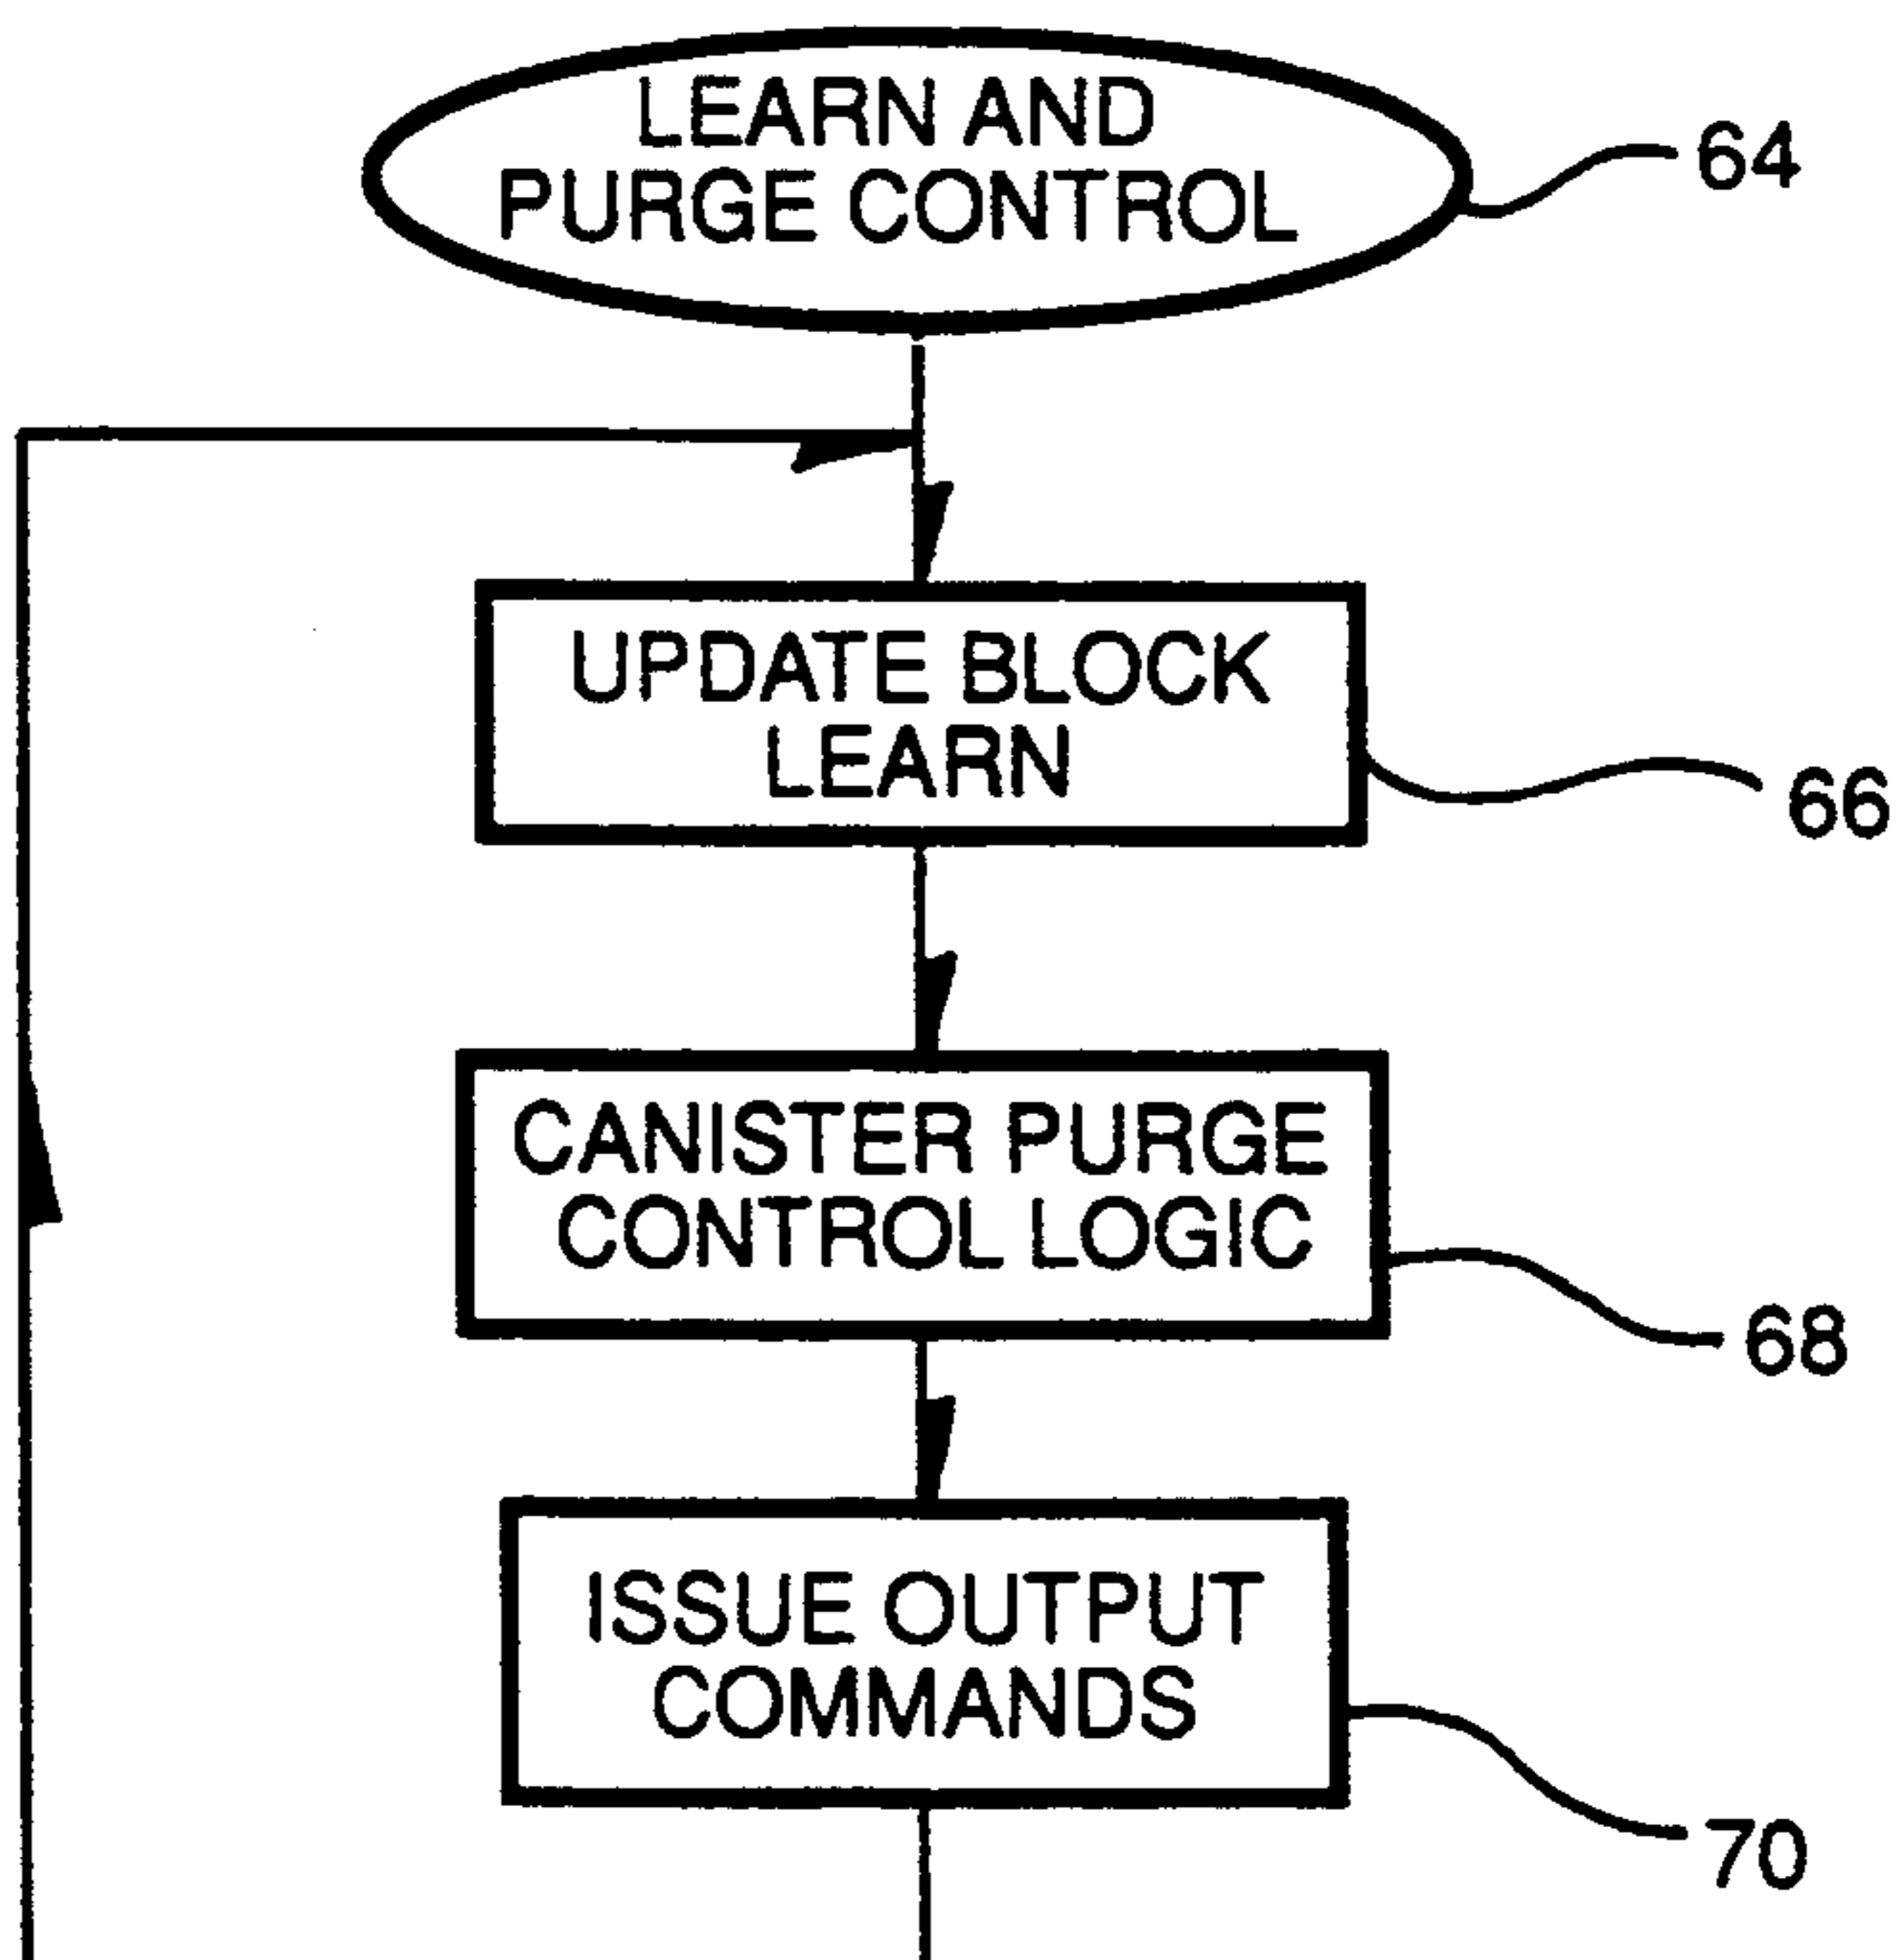 LEARN AND
PURGE CONTROL
64
UPDATE BLOCK
LEARN
66
CANISTER PURGE
CONTROL LOGIC
68
ISSUE OUTPUT
COMMANDS
70